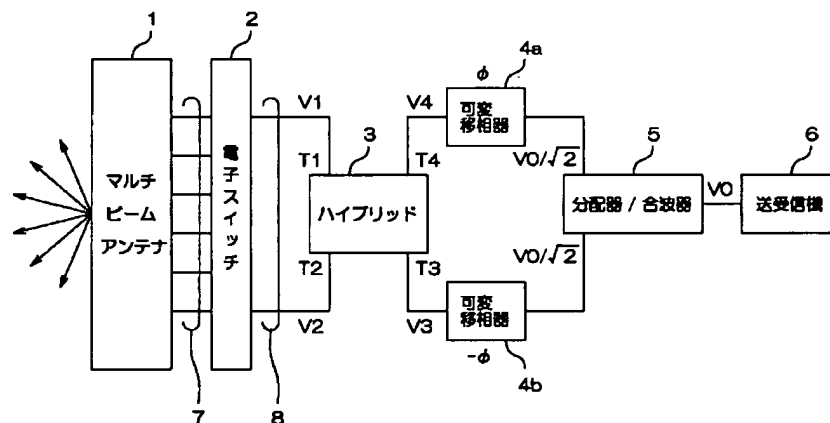 1
2
マルチ
ビーム
アンテナ
電子スイッチ
7
8
V1
T1
T2
V2
3
ハイブリッド
V4
T4
T3
V3
φ
4a
可変
移相器
V0/√2
V0/√2
可変
移相器
-φ
4b
5
分配器 / 合波器
V0
6
送受信機